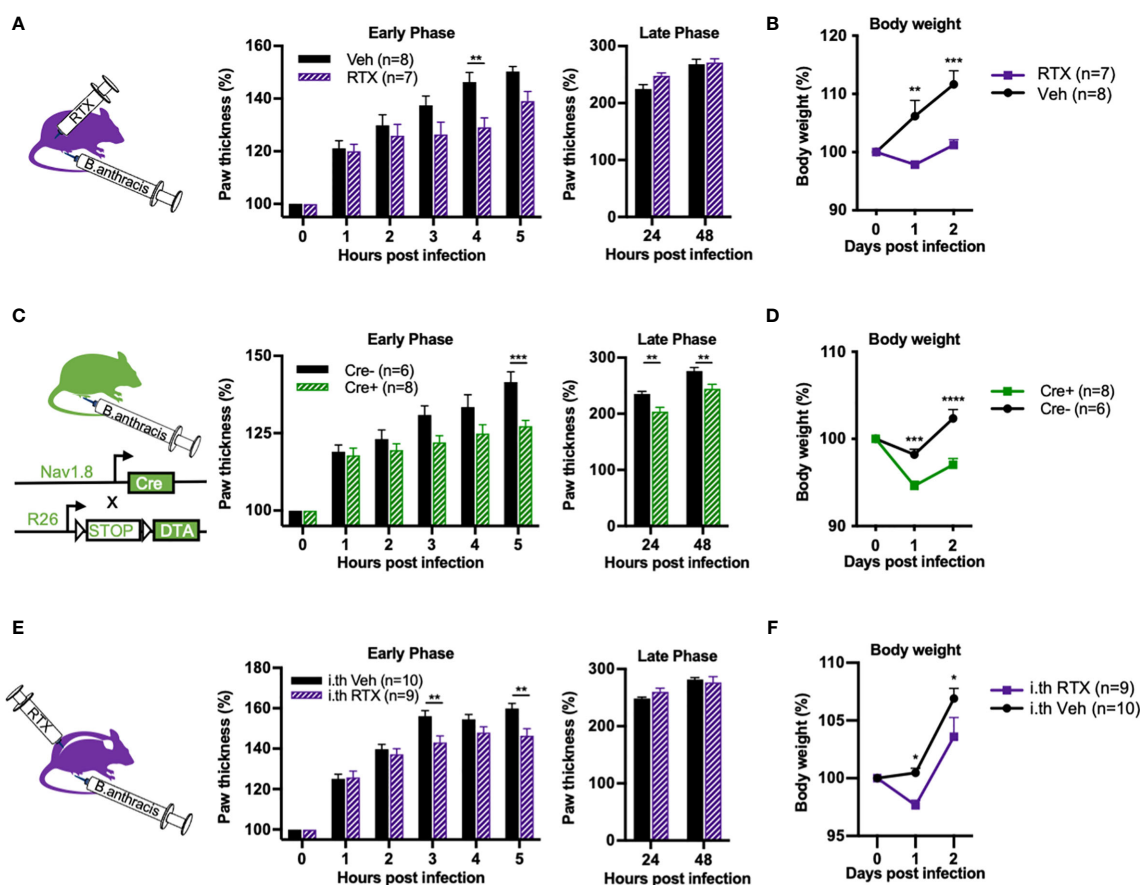 A
RTX
B.anthracis
Early Phase
Paw thickness (%)
160
140
120
100
Veh (n=8)
RTX (n=7)
**
0 1 2 3 4 5
Hours post infection
Late Phase
Paw thickness (%)
300
200
100
0
24 48
Hours post infection
B
Body weight
Body weight (%)
120
110
100
90
** ***
RTX (n=7)
Veh (n=8)
0 1 2
Days post infection
C
B.anthracis
Nav1.8
Cre
X
R26
STOP
DTA
Early Phase
Paw thickness (%)
150
125
100
Cre- (n=6)
Cre+ (n=8)
***
0 1 2 3 4 5
Hours post infection
Late Phase
Paw thickness (%)
300
200
100
0
** **
24 48
Hours post infection
D
Body weight
Body weight (%)
110
100
90
*** ****
Cre+ (n=8)
Cre- (n=6)
0 1 2
Days post infection
E
RTX
B.anthracis
Early Phase
Paw thickness (%)
180
160
140
120
100
i.th Veh (n=10)
i.th RTX (n=9)
** **
0 1 2 3 4 5
Hours post infection
Late Phase
Paw thickness (%)
300
200
100
0
24 48
Hours post infection
F
Body weight
Body weight (%)
110
105
100
95
* *
i.th RTX (n=9)
i.th Veh (n=10)
0 1 2
Days post infection